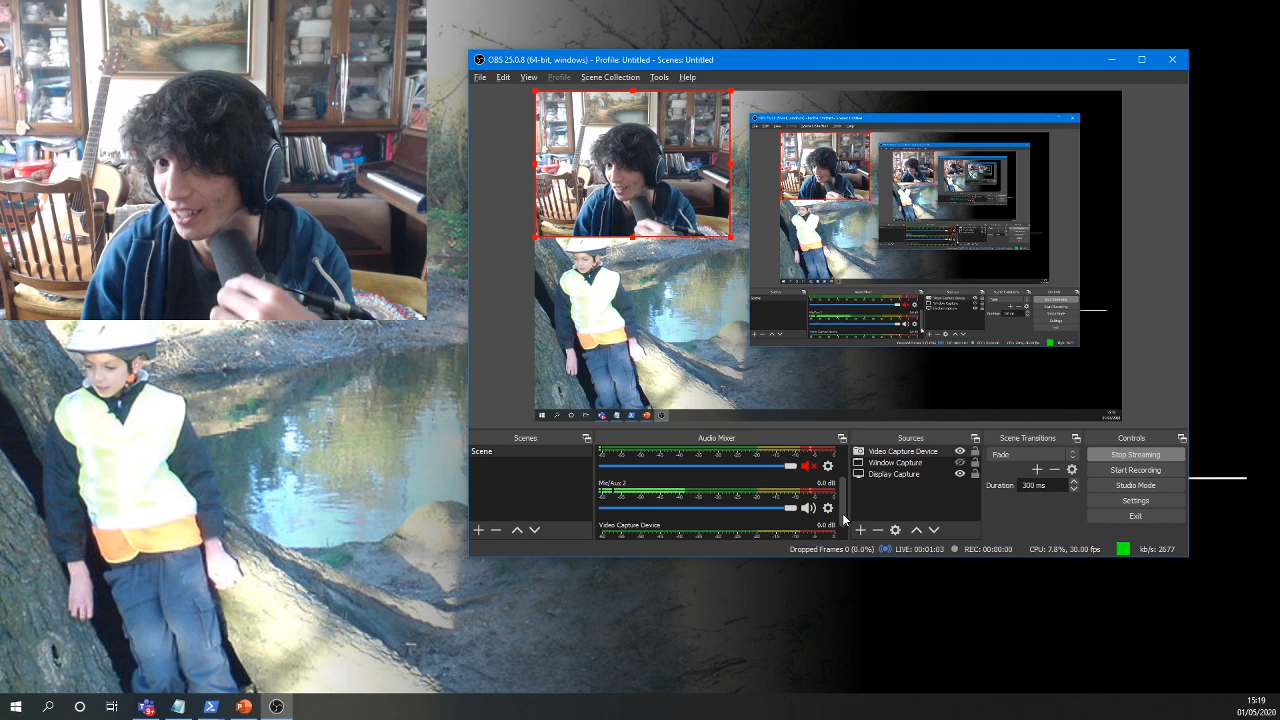 OBS 25.0.8 (64-bit, windows) - Profile: Untitled - Scenes: Untitled
File Edit View Profile Scene Collection Tools Help
Scenes
Audio Mixer
Sources
Scene Transitions
Controls
Scene
Mic/Aux 2 0.0 dB
Video Capture Device 0.0 dB
Video Capture Device
Window Capture
Display Capture
Fade
Duration 300 ms
Stop Streaming
Start Recording
Studio Mode
Settings
Exit
Dropped Frames 0 (0.0%) LIVE: 00:01:03 REC: 00:00:00 CPU: 7.8%, 30.00 fps kb/s: 2677
9+
15:19
01/05/2020